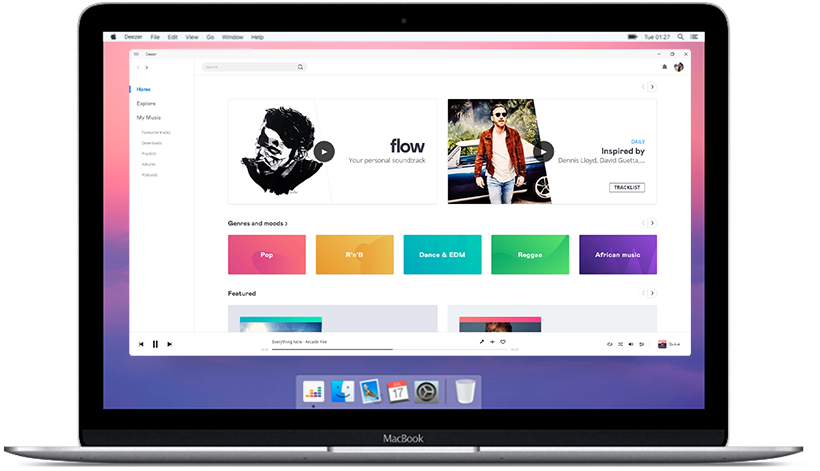 Deezer File Edit View Go Window Help Tue 01:27
Deezer
Search
Home
Explore
My Music
Favourite tracks
Downloads
Playlists
Albums
Podcasts
flow
Your personal soundtrack
DAILY
Inspired by
Dennis Lloyd, David Guetta,...
TRACKLIST
Genres and moods
Pop
R'n'B
Dance & EDM
Reggae
African music
Featured
Everything Now · Arcade Fire
Queue
17
MacBook